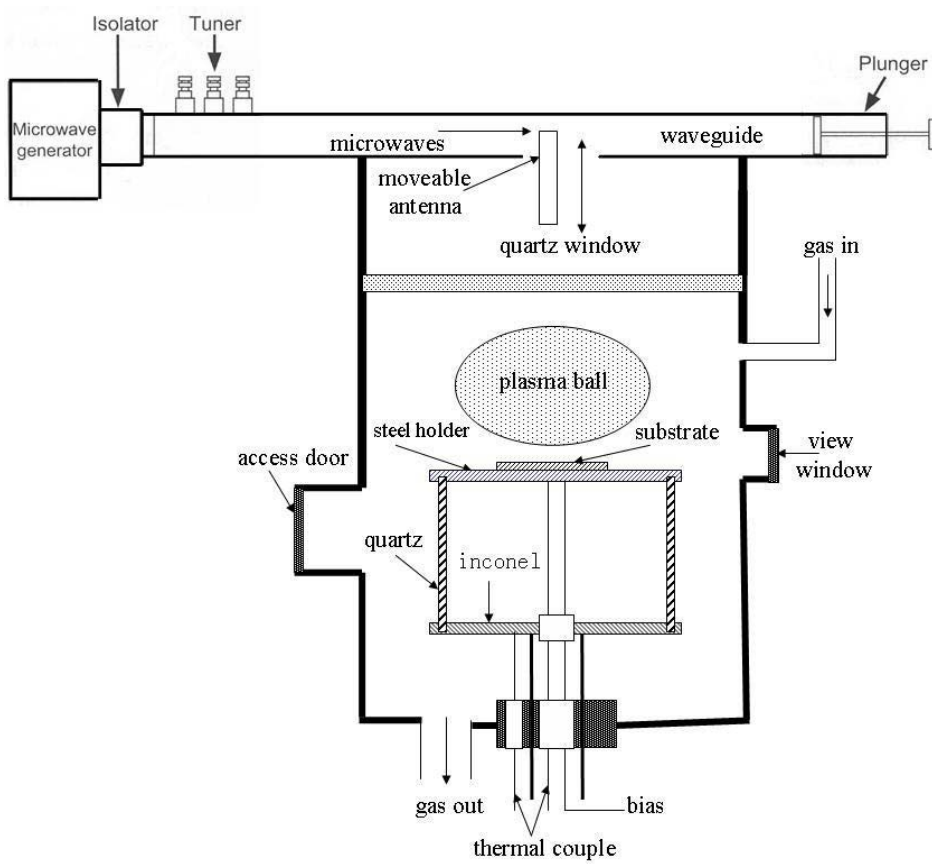 Isolator
Tuner
Plunger
Microwave
generator
microwaves
waveguide
moveable
antenna
quartz window
gas in
plasma ball
steel holder
substrate
access door
view
window
quartz
inconel
gas out
bias
thermal couple